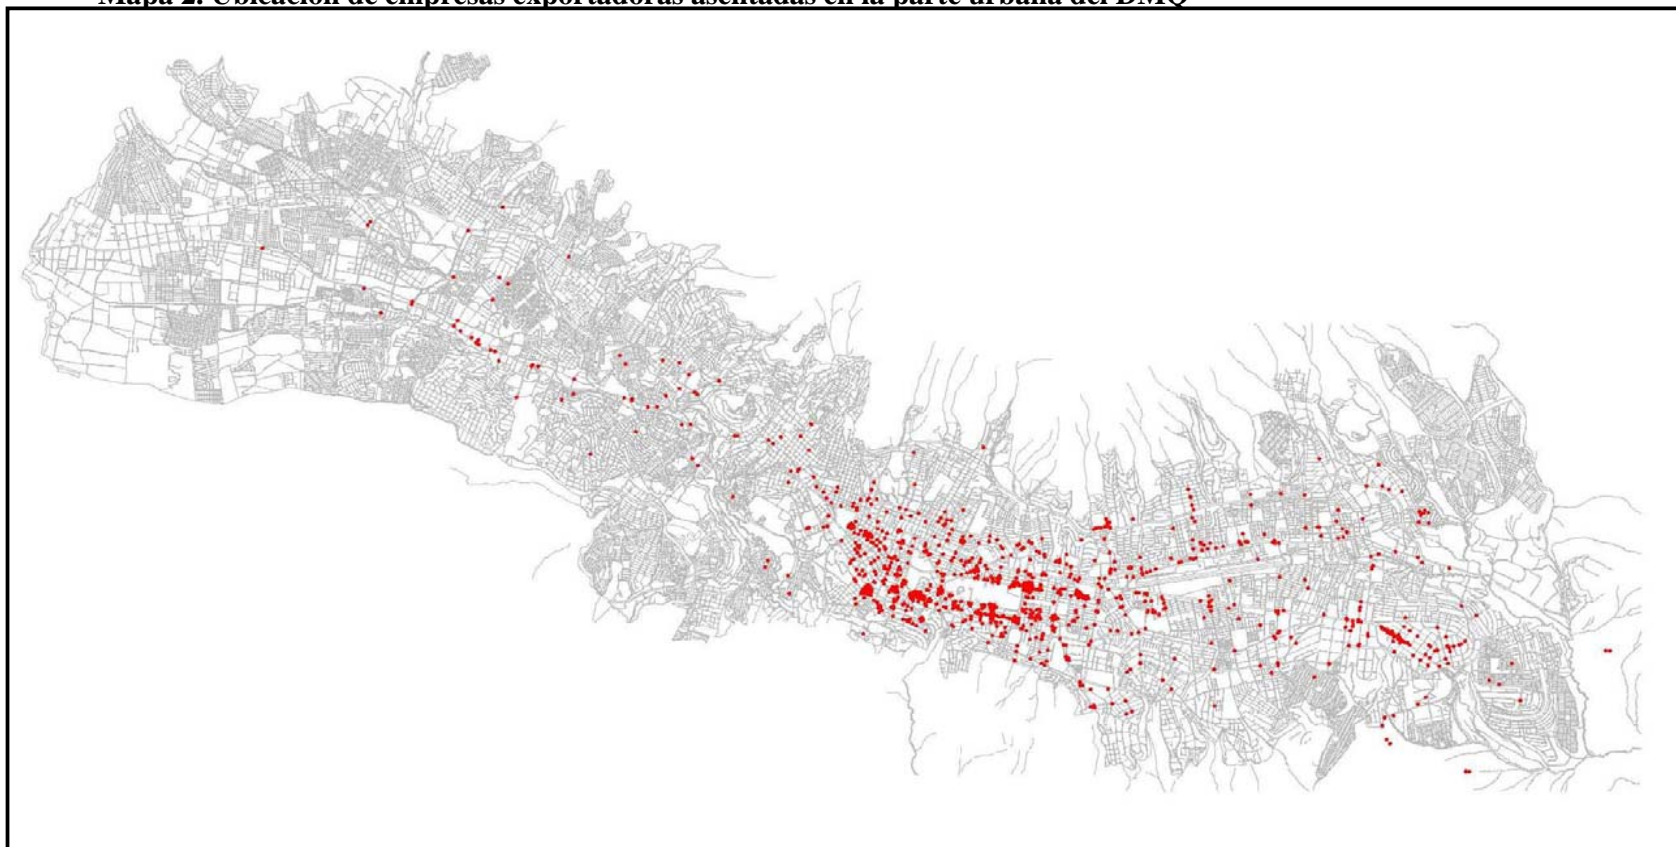 Mapa 2. Ubicación de empresas exportadoras asentadas en la parte urbana del DMQ